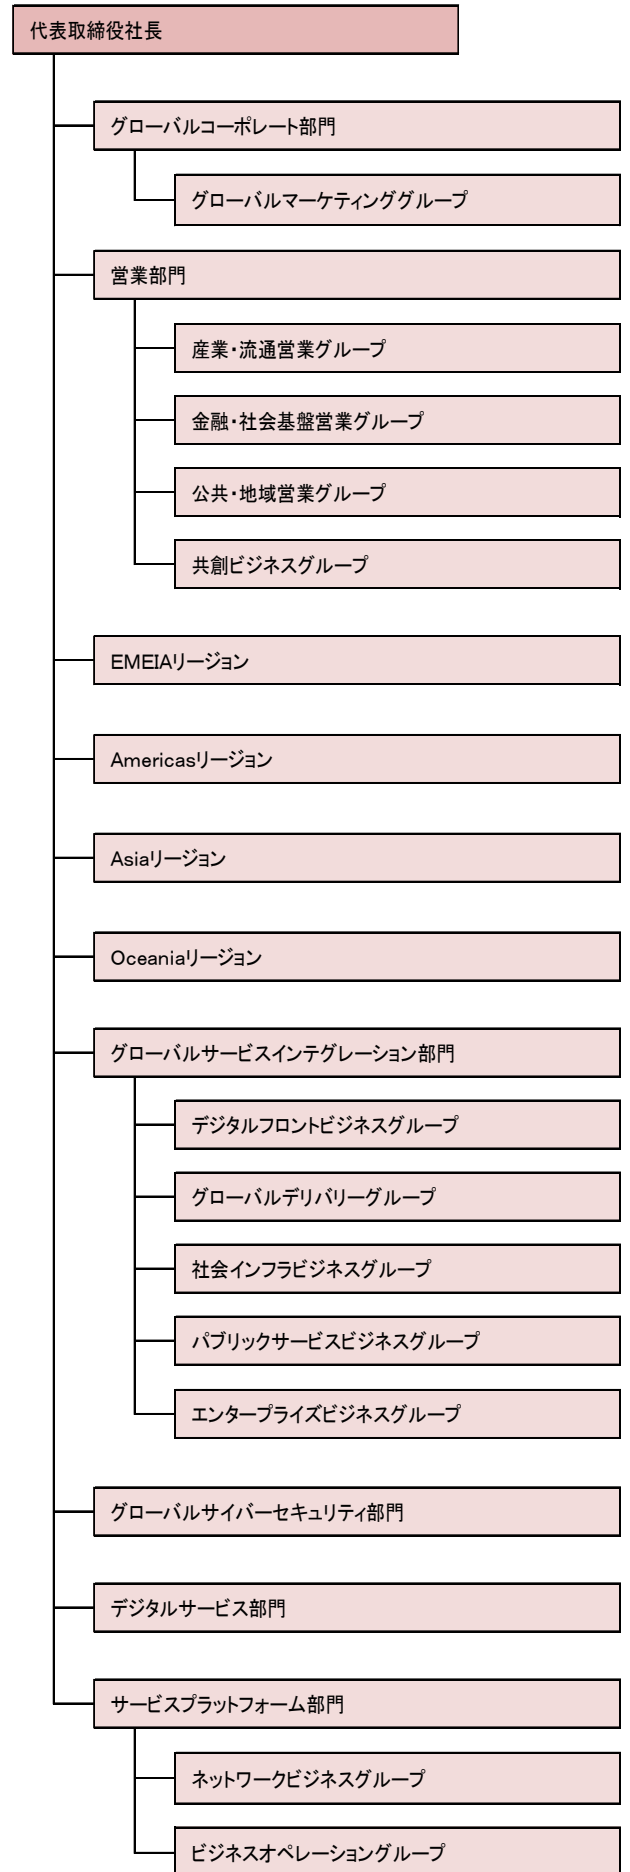 代表取締役社長
グローバルコーポレート部門
グローバルマーケティンググループ
営業部門
産業・流通営業グループ
金融・社会基盤営業グループ
公共・地域営業グループ
共創ビジネスグループ
EMEIAリージョン
Americasリージョン
Asiaリージョン
Oceaniaリージョン
グローバルサービスインテグレーション部門
デジタルフロントビジネスグループ
グローバルデリバリーグループ
社会インフラビジネスグループ
パブリックサービスビジネスグループ
エンタープライズビジネスグループ
グローバルサイバーセキュリティ部門
デジタルサービス部門
サービスプラットフォーム部門
ネットワークビジネスグループ
ビジネスオペレーショングループ